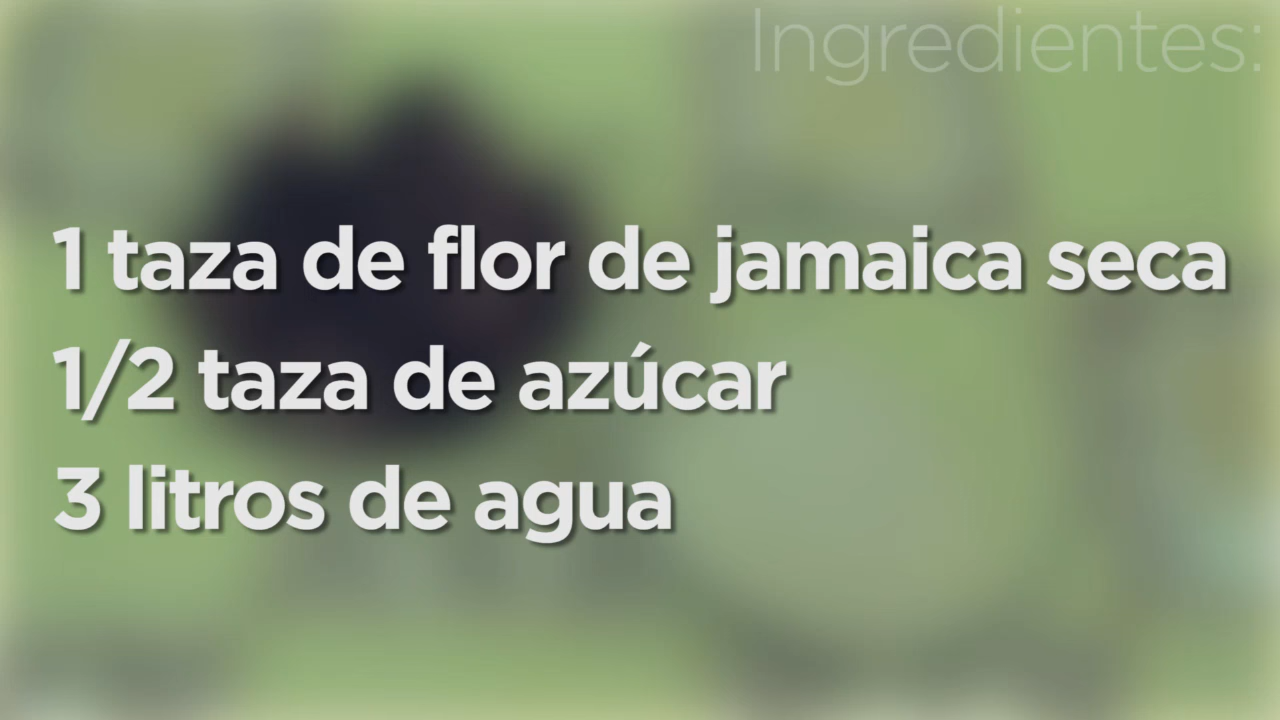 Ingredientes:
1 taza de flor de jamaica seca
1/2 taza de azúcar
3 litros de agua